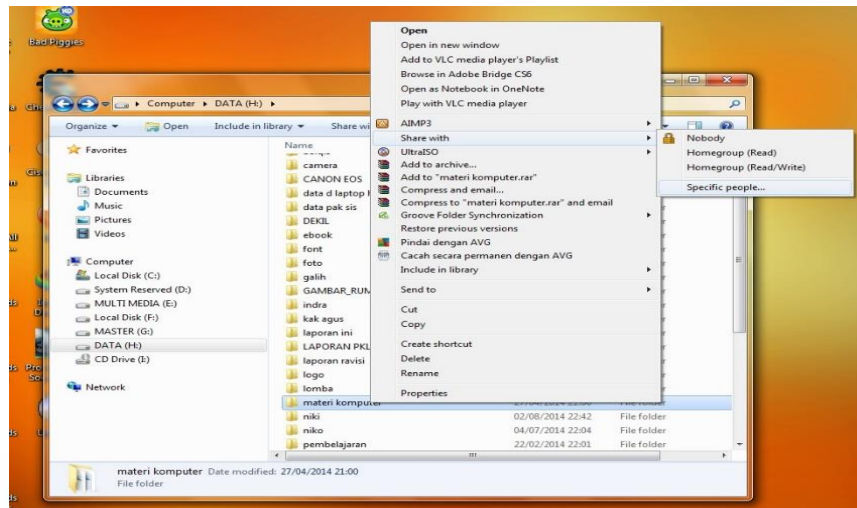 Bad Piggies
Computer ▸ DATA (H:) ▸
Organize
Open
Include in library
Favorites
Libraries
Documents
Music
Pictures
Videos
Computer
Local Disk (C:)
System Reserved (D:)
MULTI MEDIA (E:)
Local Disk (F:)
MASTER (G:)
DATA (H:)
CD Drive (I:)
Network
Name
camera
CANON EOS
data d laptop
data pak sis
DEKIL
ebook
font
foto
galih
GAMBAR_RUM
indra
kak agus
laporan ini
LAPORAN PKL
laporan ravisi
logo
lomba
materi komputer
niki 02/08/2014 22:42 File folder
niko 04/07/2014 22:04 File folder
pembelajaran 22/02/2014 22:01 File folder
materi komputer Date modified: 27/04/2014 21:00
File folder
Open
Open in new window
Add to VLC media player's Playlist
Browse in Adobe Bridge CS6
Open as Notebook in OneNote
Play with VLC media player
AIMP3
Share with
UltraISO
Add to archive...
Add to "materi komputer.rar"
Compress and email...
Compress to "materi komputer.rar" and email
Groove Folder Synchronization
Restore previous versions
Pindai dengan AVG
Cacah secara permanen dengan AVG
Include in library
Send to
Cut
Copy
Create shortcut
Delete
Rename
Properties
Nobody
Homegroup (Read)
Homegroup (Read/Write)
Specific people...